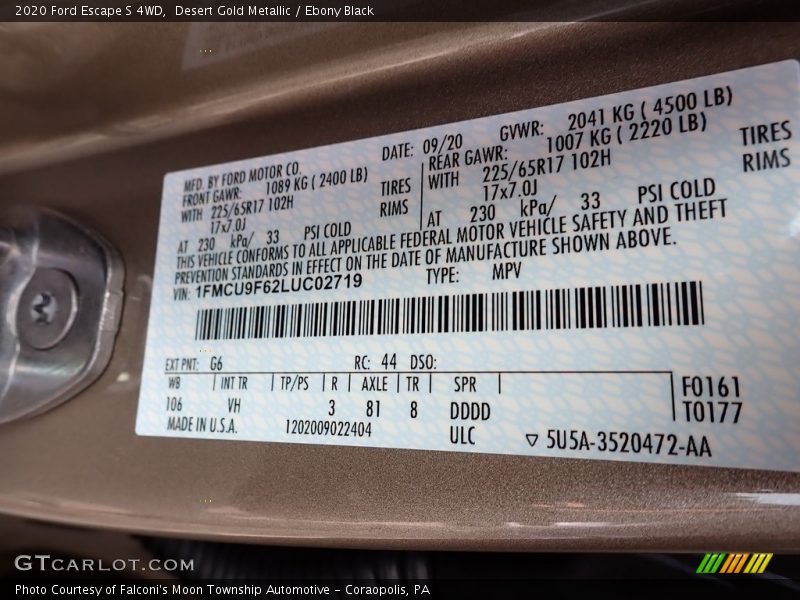 2020 Ford Escape S 4WD,  Desert Gold Metallic / Ebony Black
MFD. BY FORD MOTOR CO.
DATE: 09/20
GVWR: 2041 KG ( 4500 LB)
FRONT GAWR: 1089 KG ( 2400 LB)
REAR GAWR: 1007 KG ( 2220 LB)
WITH 225/65R17 102H TIRES
WITH 225/65R17 102H TIRES
17x7.0J RIMS
17x7.0J RIMS
AT 230 kPa/ 33 PSI COLD
AT 230 kPa/ 33 PSI COLD
THIS VEHICLE CONFORMS TO ALL APPLICABLE FEDERAL MOTOR VEHICLE SAFETY AND THEFT
PREVENTION STANDARDS IN EFFECT ON THE DATE OF MANUFACTURE SHOWN ABOVE.
VIN: 1FMCU9F62LUC02719
TYPE: MPV
EXT PNT: G6 RC: 44 DSO:
WB INT TR TP/PS R AXLE TR SPR
106 VH 3 81 8 DDDD
F0161
T0177
MADE IN U.S.A. 1202009022404 ULC
5U5A-3520472-AA
GTCARLOT.COM
Photo Courtesy of Falconi's Moon Township Automotive - Coraopolis, PA